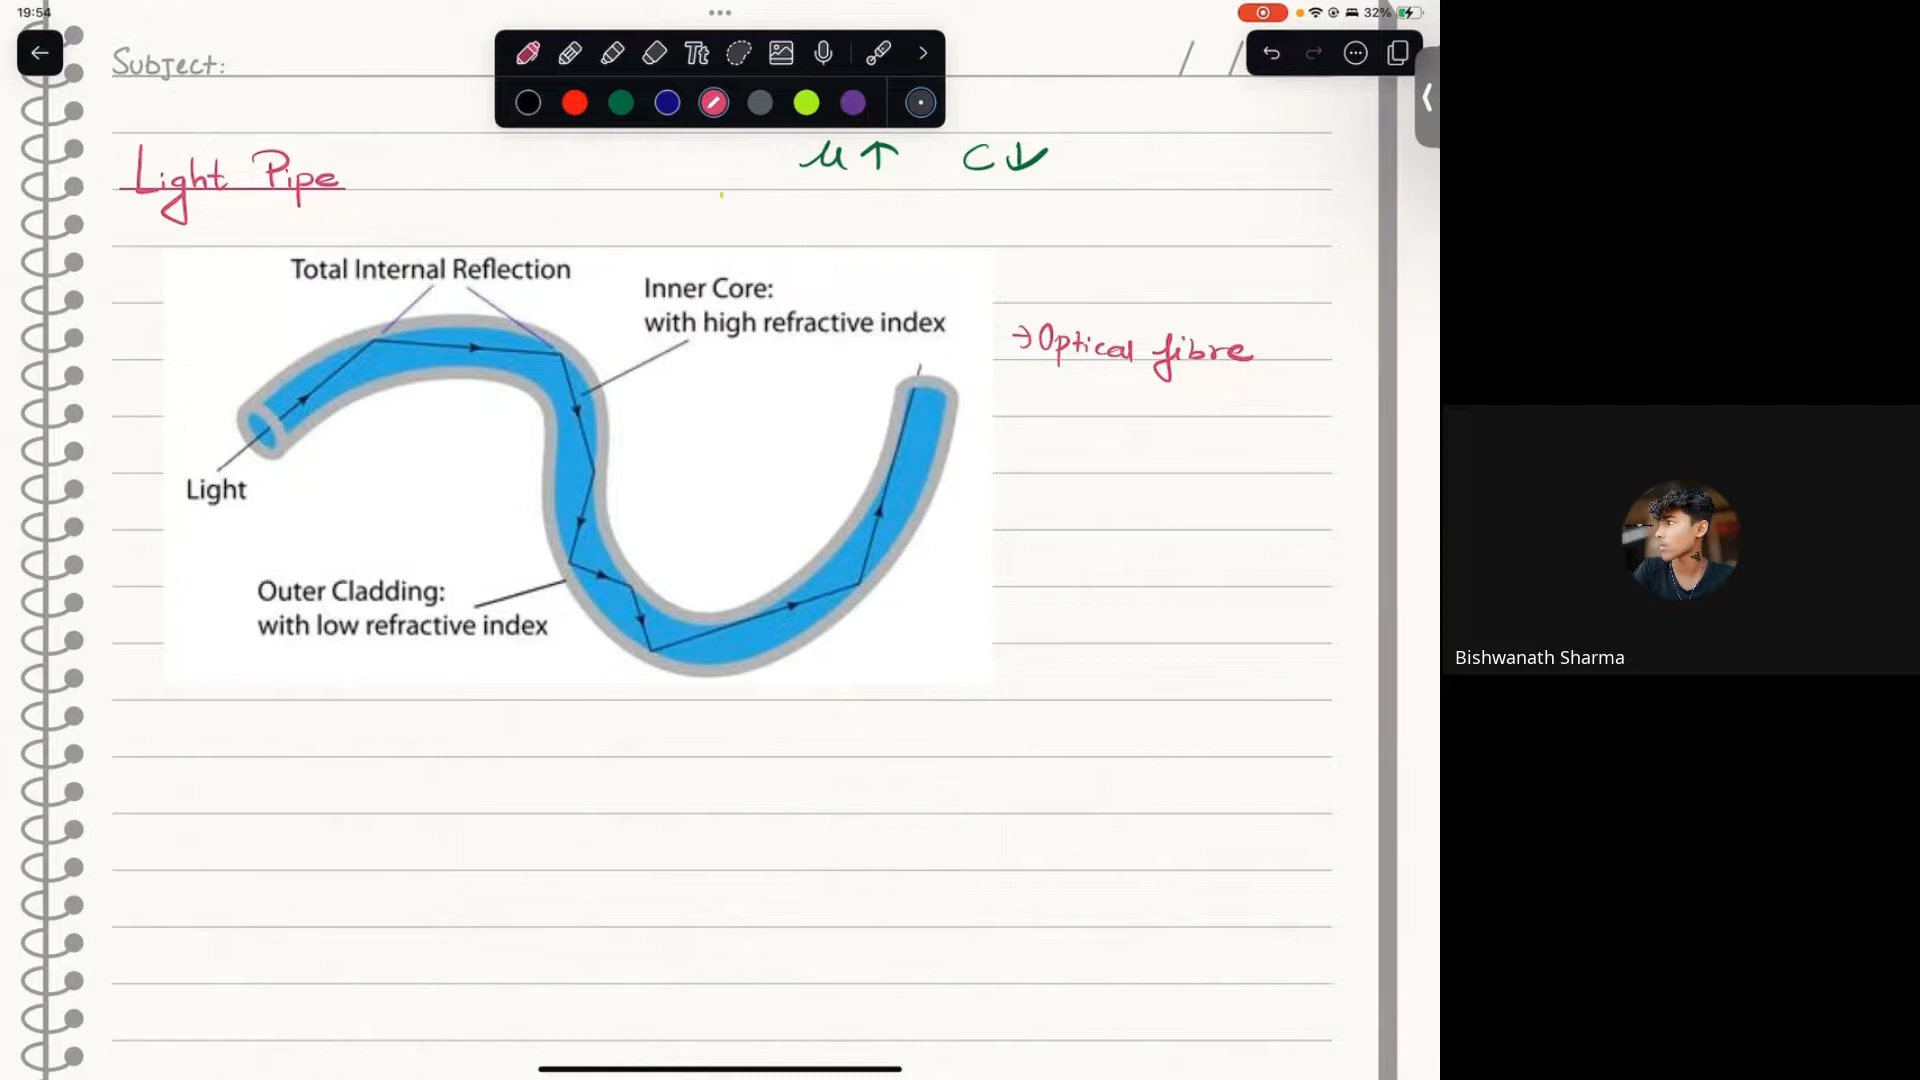 19:54
32%
Subject:
Tt
/ /
Light Pipe
μ↑ C↓
Total Internal Reflection
Inner Core:
with high refractive index
→Optical fibre
Light
Outer Cladding:
with low refractive index
Bishwanath Sharma